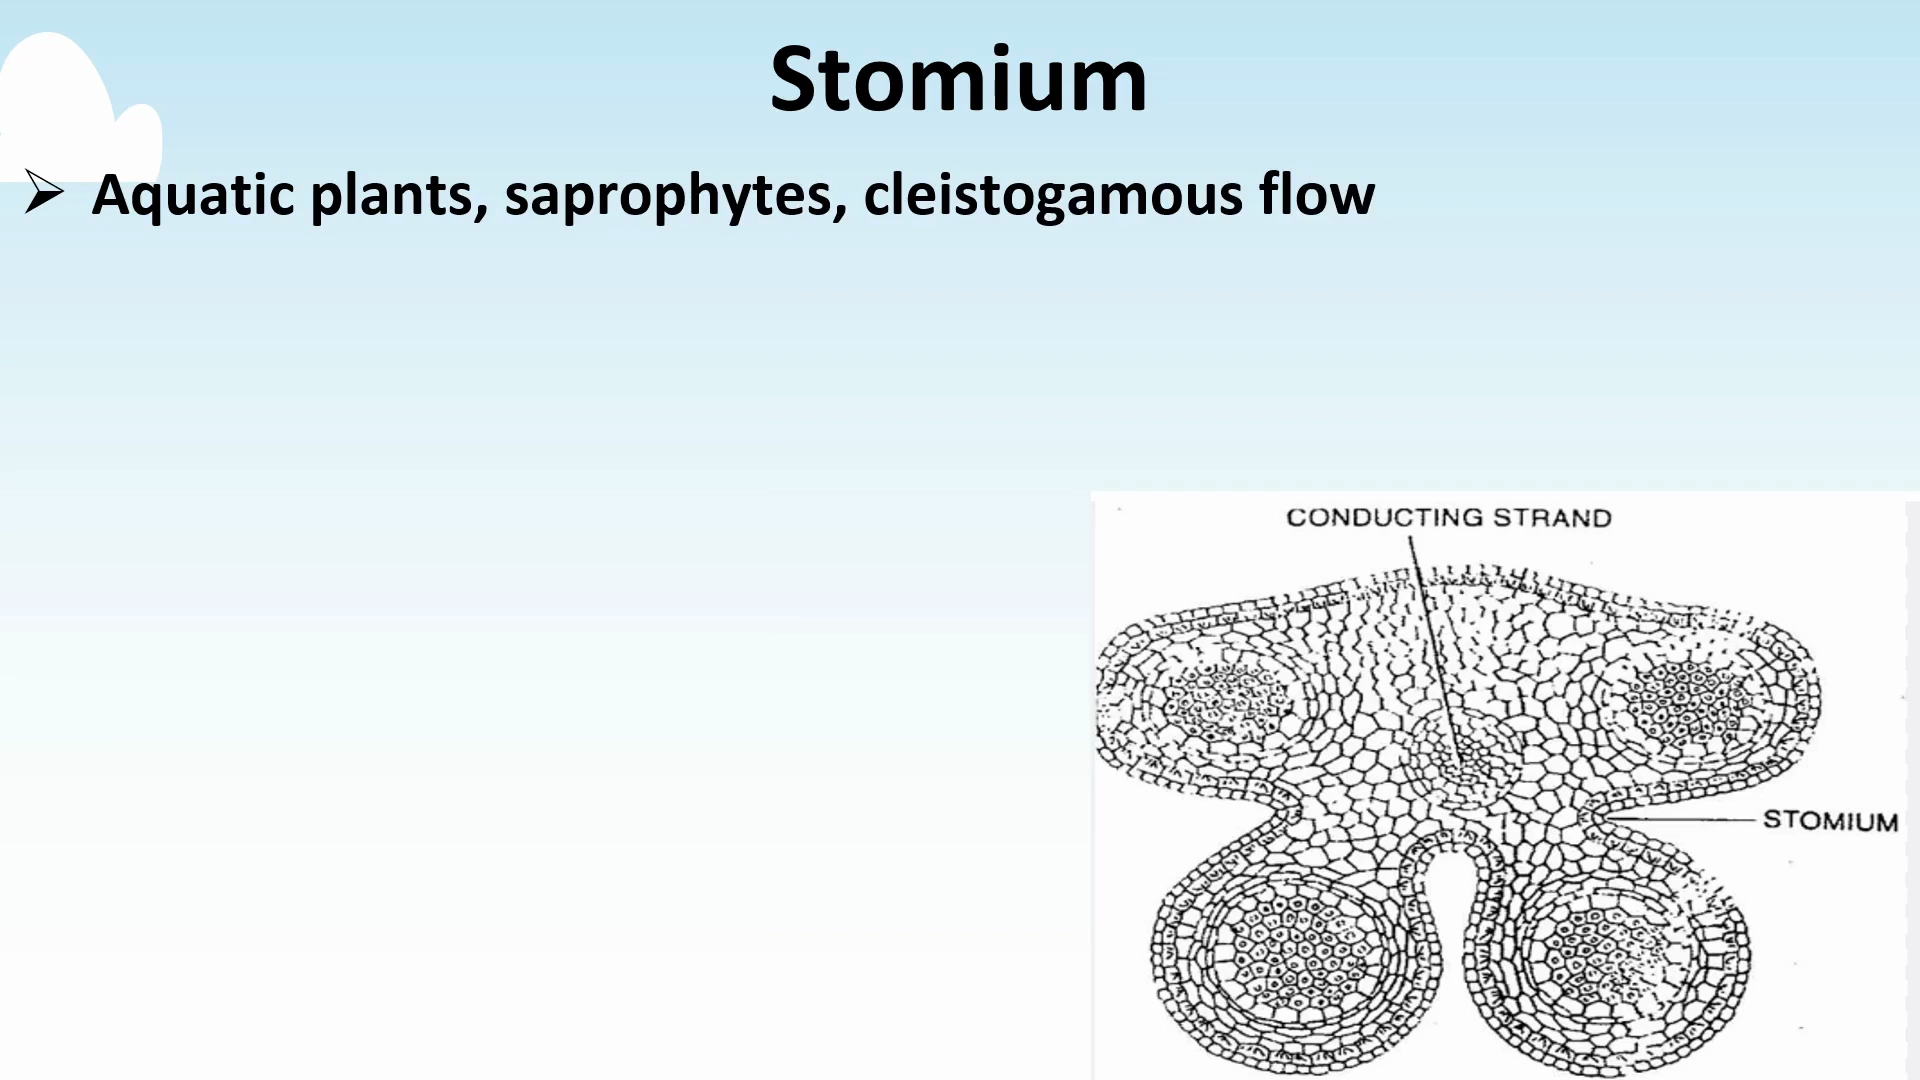 Stomium
Aquatic plants, saprophytes, cleistogamous flow
CONDUCTING STRAND
STOMIUM